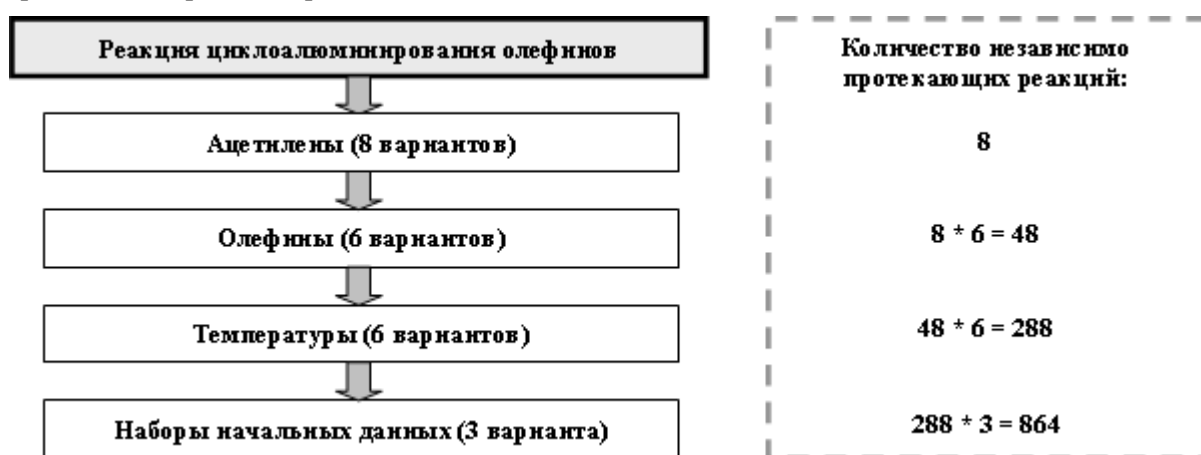 Реакция циклоалюминирования олефинов
Количество независимо
протекающих реакций:
Ацетилены (8 вариантов)
8
Олефины (6 вариантов)
8 * 6 = 48
Температуры (6 вариантов)
48 * 6 = 288
Наборы начальных данных (3 варианта)
288 * 3 = 864